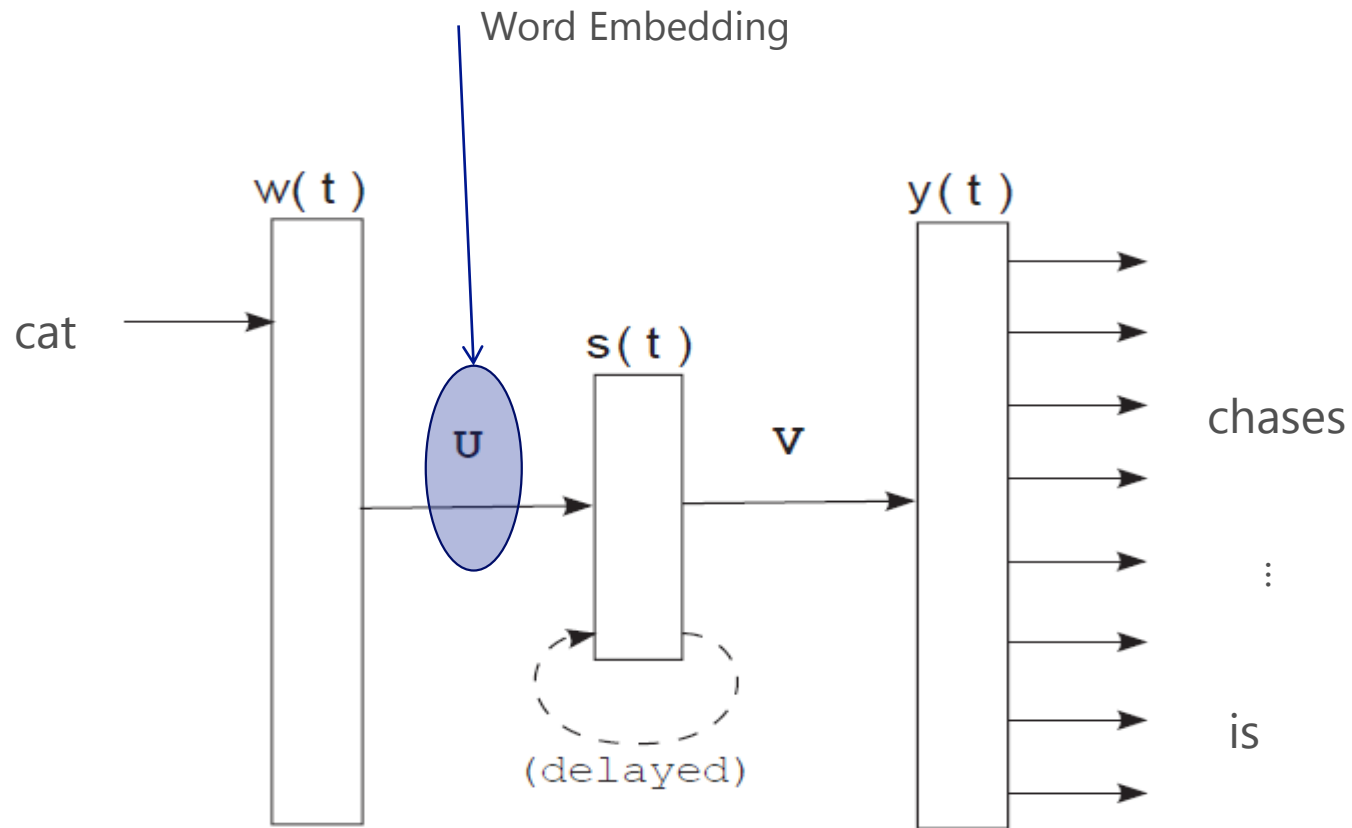 Word Embedding
w(t)
y(t)
cat
s(t)
U
V
chases
⋮
is
(delayed)